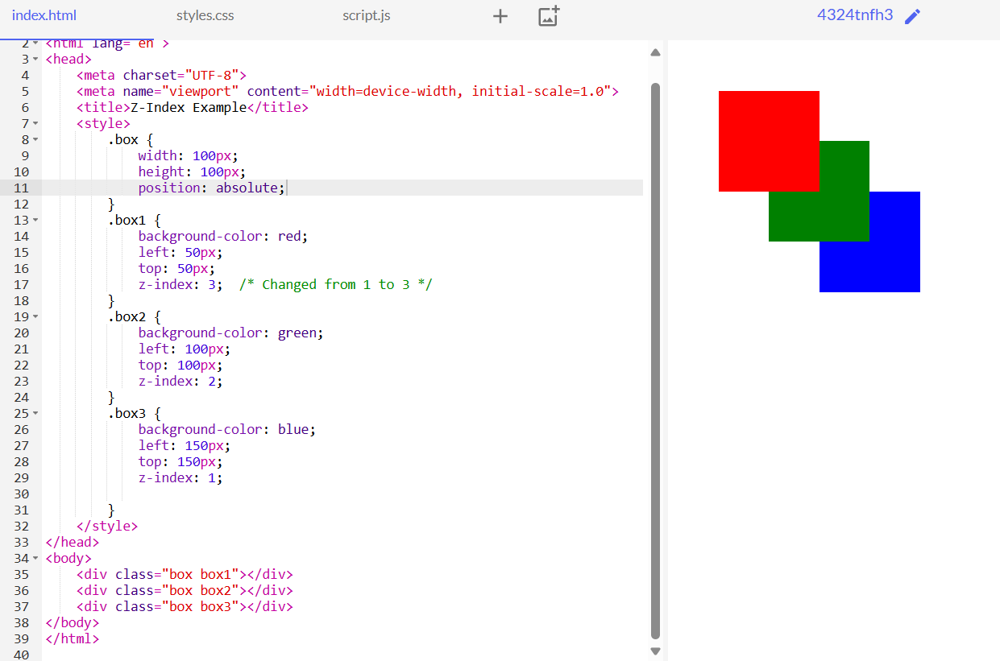 index.html styles.css script.js + 4324tnfh3
2 <html lang="en">
3 <head>
4     <meta charset="UTF-8">
5     <meta name="viewport" content="width=device-width, initial-scale=1.0">
6     <title>Z-Index Example</title>
7     <style>
8         .box {
9             width: 100px;
10             height: 100px;
11             position: absolute;
12         }
13         .box1 {
14             background-color: red;
15             left: 50px;
16             top: 50px;
17             z-index: 3;  /* Changed from 1 to 3 */
18         }
19         .box2 {
20             background-color: green;
21             left: 100px;
22             top: 100px;
23             z-index: 2;
24         }
25         .box3 {
26             background-color: blue;
27             left: 150px;
28             top: 150px;
29             z-index: 1;
30
31         }
32     </style>
33 </head>
34 <body>
35     <div class="box box1"></div>
36     <div class="box box2"></div>
37     <div class="box box3"></div>
38 </body>
39 </html>
40